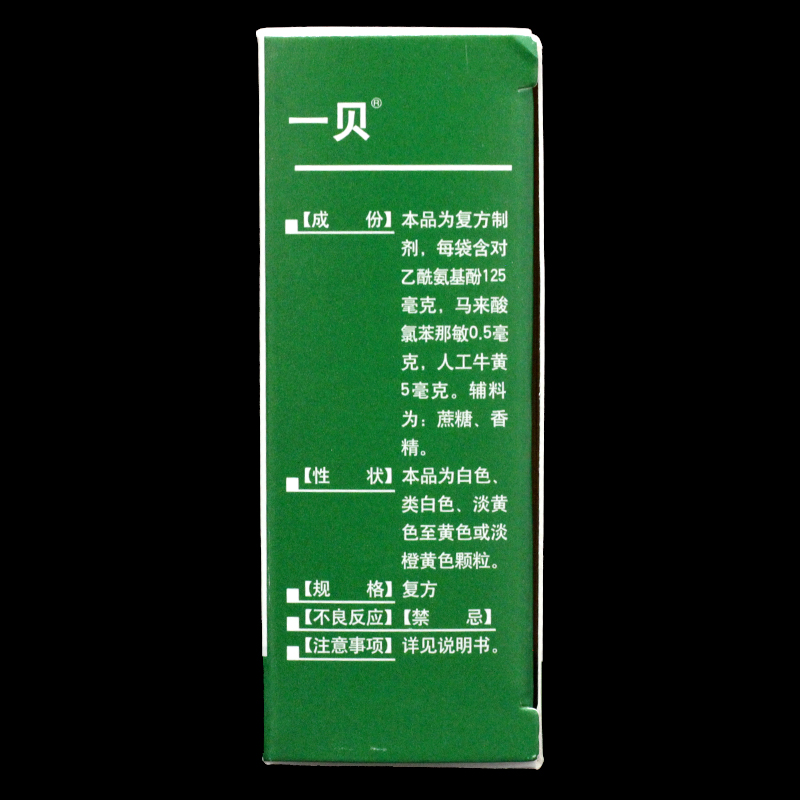 一贝®
【成 份】本品为复方制
剂，每袋含对
乙酰氨基酚125
毫克，马来酸
氯苯那敏0.5毫
克，人工牛黄
5毫克。辅料
为：蔗糖、香
精。
【性 状】本品为白色、
类白色、淡黄
色至黄色或淡
橙黄色颗粒。
【规 格】复方
【不良反应】【禁 忌】
【注意事项】详见说明书。